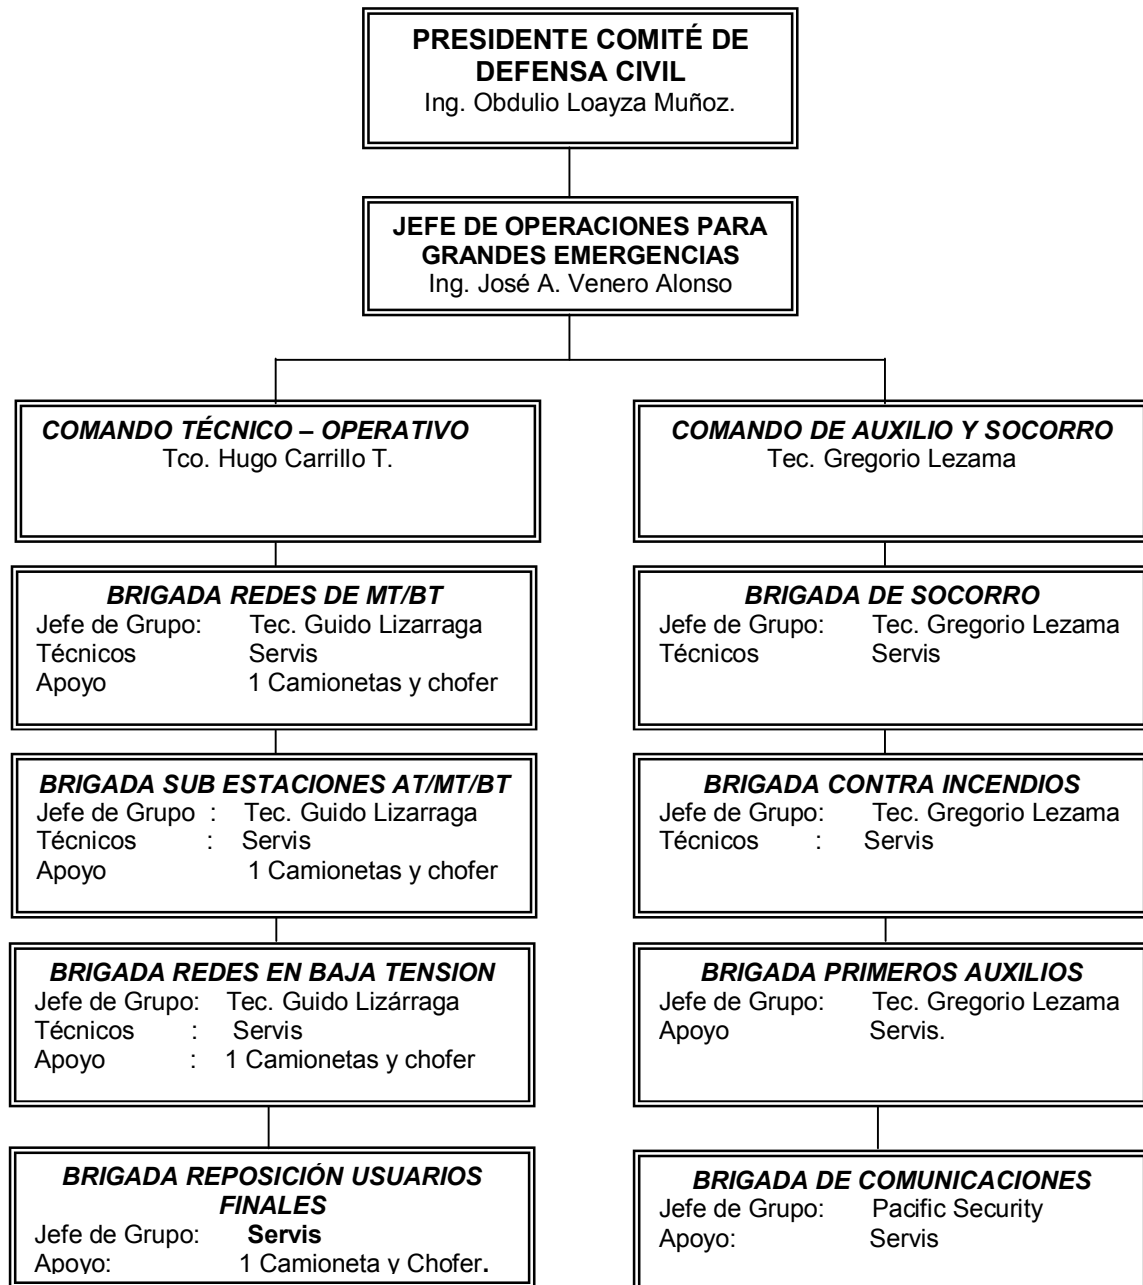 PRESIDENTE COMITÉ DE
DEFENSA CIVIL
Ing. Obdulio Loayza Muñoz.
JEFE DE OPERACIONES PARA
GRANDES EMERGENCIAS
Ing. José A. Venero Alonso
COMANDO TÉCNICO – OPERATIVO
Tco. Hugo Carrillo T.
BRIGADA REDES DE MT/BT
Jefe de Grupo: Tec. Guido Lizarraga
Técnicos Servis
Apoyo 1 Camionetas y chofer
BRIGADA SUB ESTACIONES AT/MT/BT
Jefe de Grupo : Tec. Guido Lizarraga
Técnicos : Servis
Apoyo 1 Camionetas y chofer
BRIGADA REDES EN BAJA TENSION
Jefe de Grupo: Tec. Guido Lizárraga
Técnicos : Servis
Apoyo : 1 Camionetas y chofer
BRIGADA REPOSICIÓN USUARIOS
FINALES
Jefe de Grupo: Servis
Apoyo: 1 Camioneta y Chofer.
COMANDO DE AUXILIO Y SOCORRO
Tec. Gregorio Lezama
BRIGADA DE SOCORRO
Jefe de Grupo: Tec. Gregorio Lezama
Técnicos Servis
BRIGADA CONTRA INCENDIOS
Jefe de Grupo: Tec. Gregorio Lezama
Técnicos : Servis
BRIGADA PRIMEROS AUXILIOS
Jefe de Grupo: Tec. Gregorio Lezama
Apoyo Servis.
BRIGADA DE COMUNICACIONES
Jefe de Grupo: Pacific Security
Apoyo: Servis